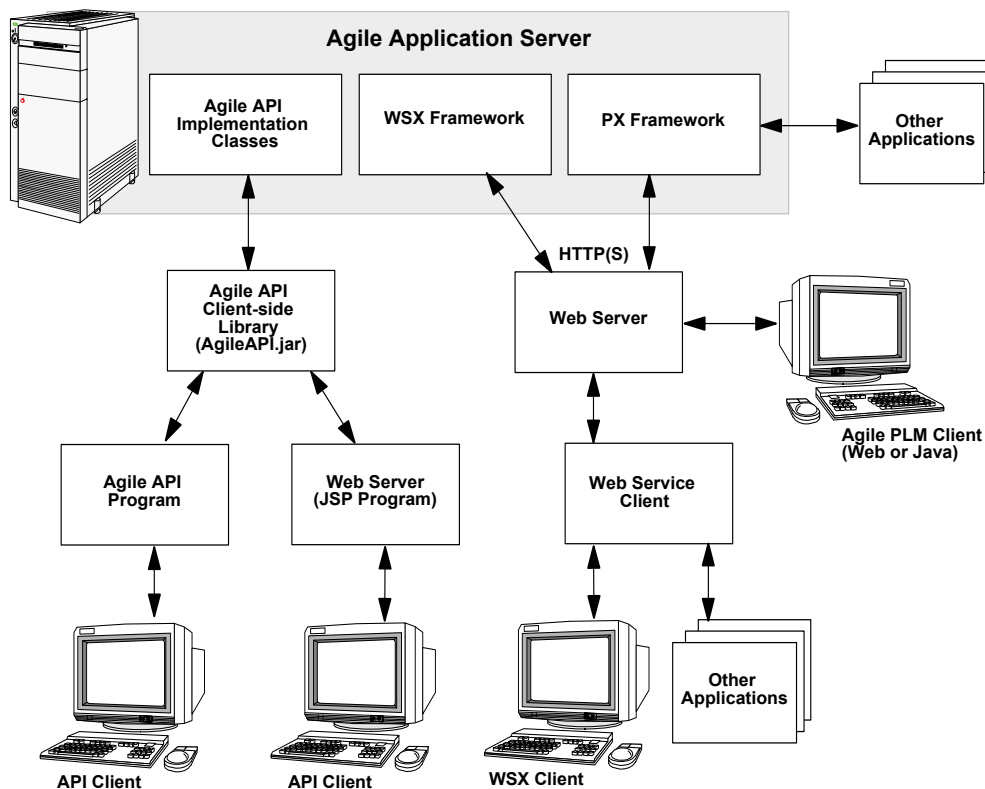 Agile Application Server
Agile API
Implementation
Classes
WSX Framework
PX Framework
Other
Applications
HTTP(S)
Agile API
Client-side
Library
(AgileAPI.jar)
Web Server
Agile PLM Client
(Web or Java)
Agile API
Program
Web Server
(JSP Program)
Web Service
Client
Other
Applications
API Client
API Client
WSX Client